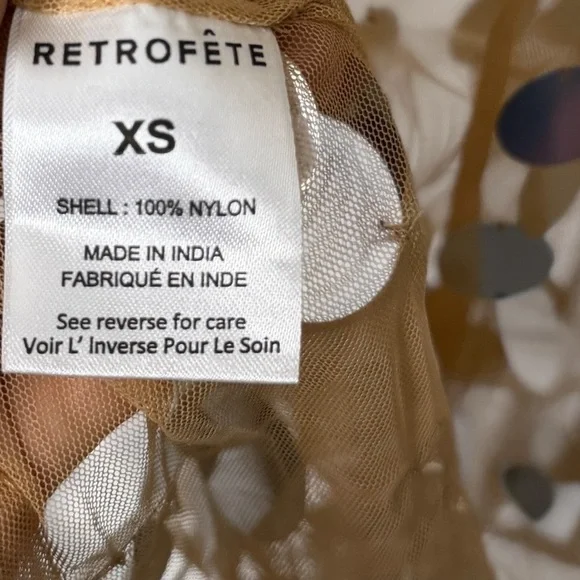 RETROFÊTE
XS
SHELL : 100% NYLON
MADE IN INDIA
FABRIQUÉ EN INDE
See reverse for care
Voir L' Inverse Pour Le Soin